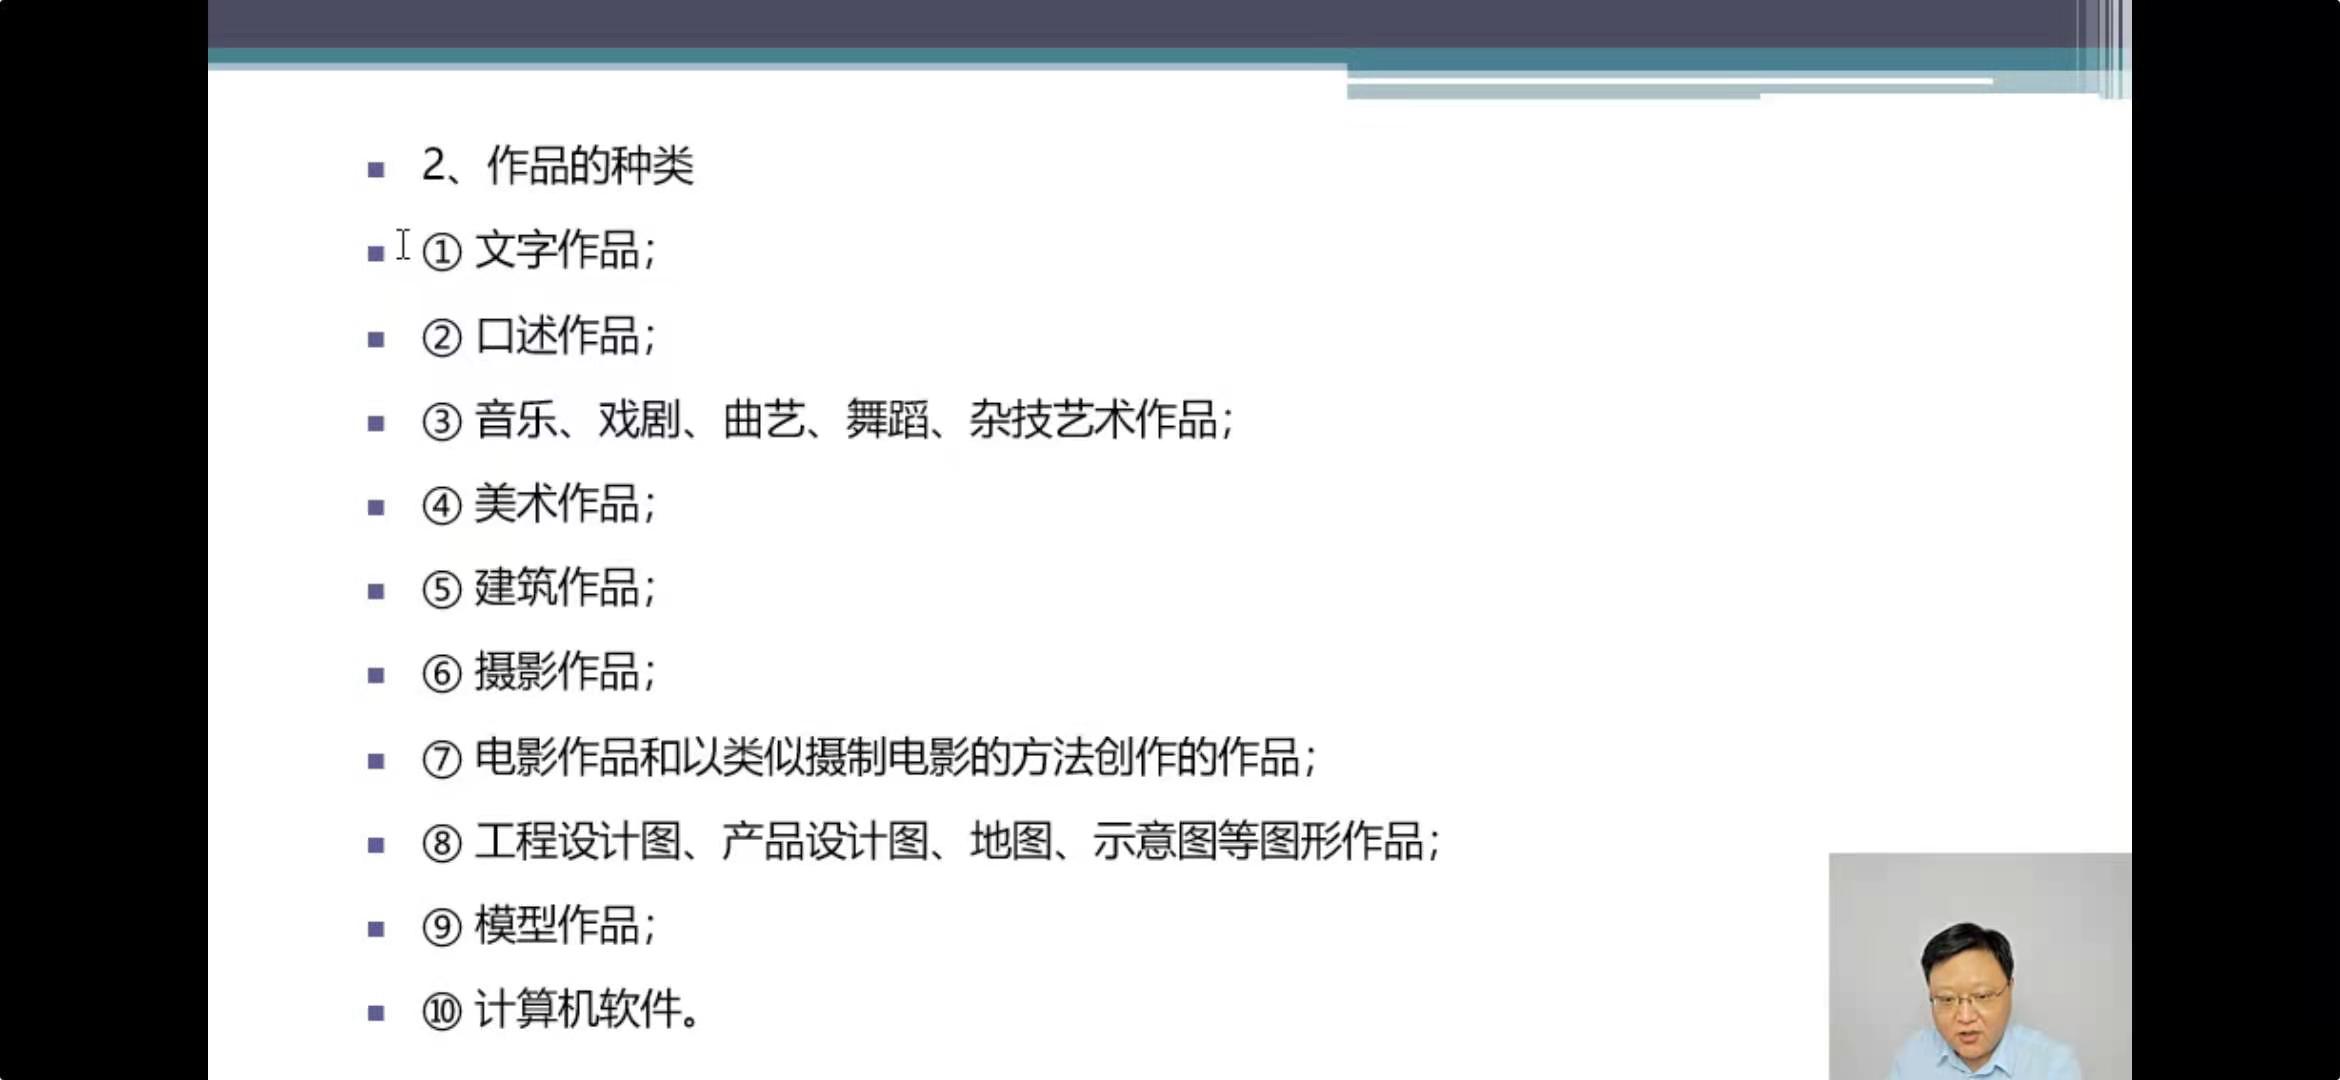 2、作品的种类
① 文字作品；
② 口述作品；
③ 音乐、戏剧、曲艺、舞蹈、杂技艺术作品；
④ 美术作品；
⑤ 建筑作品；
⑥ 摄影作品；
⑦ 电影作品和以类似摄制电影的方法创作的作品；
⑧ 工程设计图、产品设计图、地图、示意图等图形作品；
⑨ 模型作品；
⑩ 计算机软件。